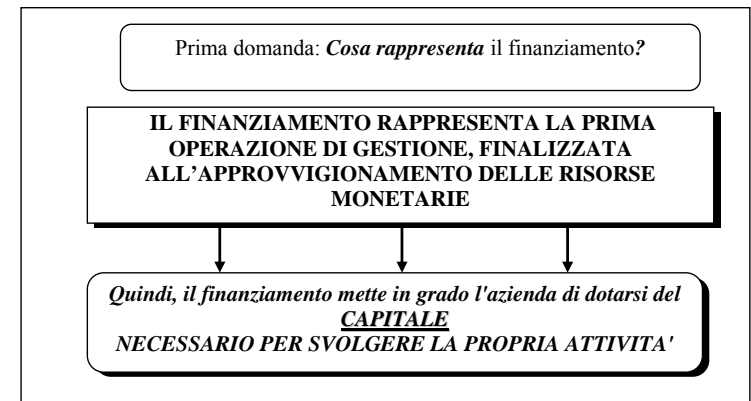 Prima domanda: Cosa rappresenta il finanziamento?
IL FINANZIAMENTO RAPPRESENTA LA PRIMA
OPERAZIONE DI GESTIONE, FINALIZZATA
ALL'APPROVVIGIONAMENTO DELLE RISORSE
MONETARIE
Quindi, il finanziamento mette in grado l'azienda di dotarsi del
CAPITALE
NECESSARIO PER SVOLGERE LA PROPRIA ATTIVITA'